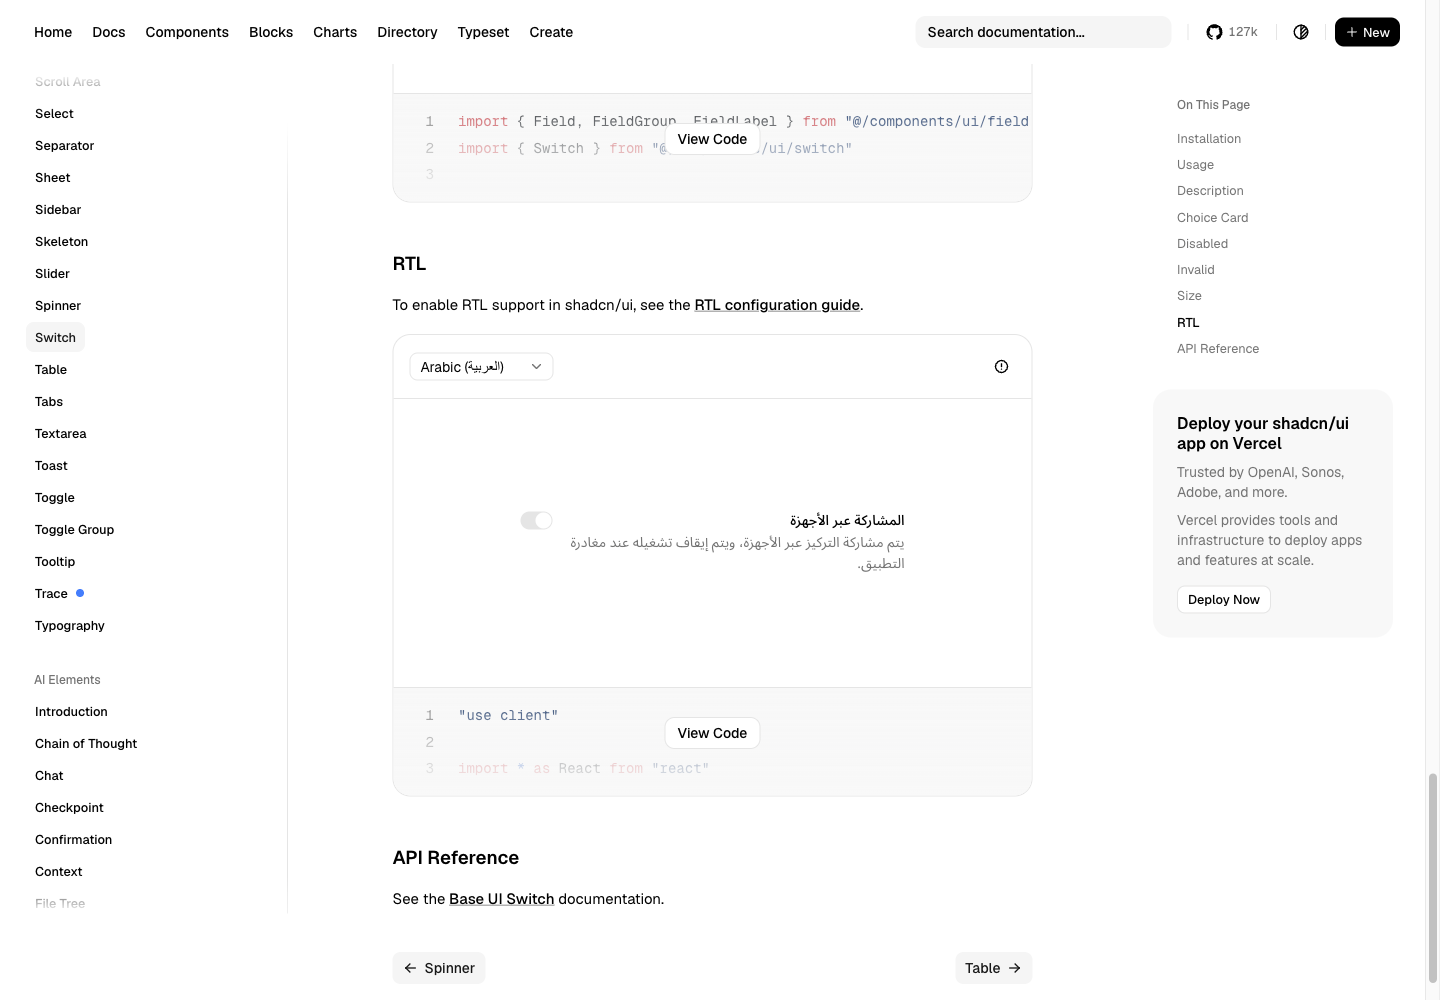 Home
Docs
Components
Blocks
Charts
Directory
Typeset
Create
Search documentation...
127k
New
Scroll Area
Select
Separator
Sheet
Sidebar
Skeleton
Slider
Spinner
Switch
Table
Tabs
Textarea
Toast
Toggle
Toggle Group
Tooltip
Trace
Typography
AI Elements
Introduction
Chain of Thought
Chat
Checkpoint
Confirmation
Context
File Tree
1 import { Field, FieldGroup, FieldLabel } from "@/components/ui/field
View Code
2 import { Switch } from "@ /ui/switch"
3
RTL
To enable RTL support in shadcn/ui, see the RTL configuration guide.
Arabic (العربية)
المشاركة عبر الأجهزة
يتم مشاركة التركيز عبر الأجهزة، ويتم إيقاف تشغيله عند مغادرة
التطبيق.
1 "use client"
View Code
2
3 import * as React from "react"
API Reference
See the Base UI Switch documentation.
Spinner
Table
On This Page
Installation
Usage
Description
Choice Card
Disabled
Invalid
Size
RTL
API Reference
Deploy your shadcn/ui
app on Vercel
Trusted by OpenAI, Sonos,
Adobe, and more.
Vercel provides tools and
infrastructure to deploy apps
and features at scale.
Deploy Now